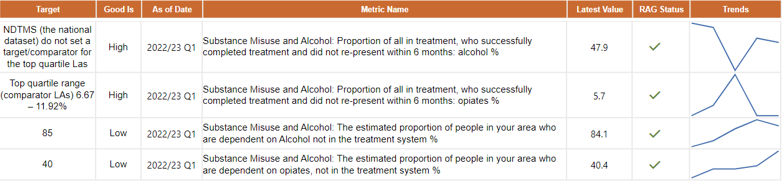 Target Good Is As of Date Metric Name Latest Value RAG Status Trends
NDTMS (the national
dataset) do not set a
target/comparator for
the top quartile Las
High 2022/23 Q1
Substance Misuse and Alcohol: Proportion of all in treatment, who successfully
completed treatment and did not re-present within 6 months: alcohol %
47.9
Top quartile range
(comparator LAs) 6.67
– 11.92%
High 2022/23 Q1
Substance Misuse and Alcohol: Proportion of all in treatment, who successfully
completed treatment and did not re-present within 6 months: opiates %
5.7
85 Low 2022/23 Q1
Substance Misuse and Alcohol: The estimated proportion of people in your area who
are dependent on Alcohol not in the treatment system %
84.1
40 Low 2022/23 Q1
Substance Misuse and Alcohol: The estimated proportion of people in your area who
are dependent on opiates, not in the treatment system %
40.4